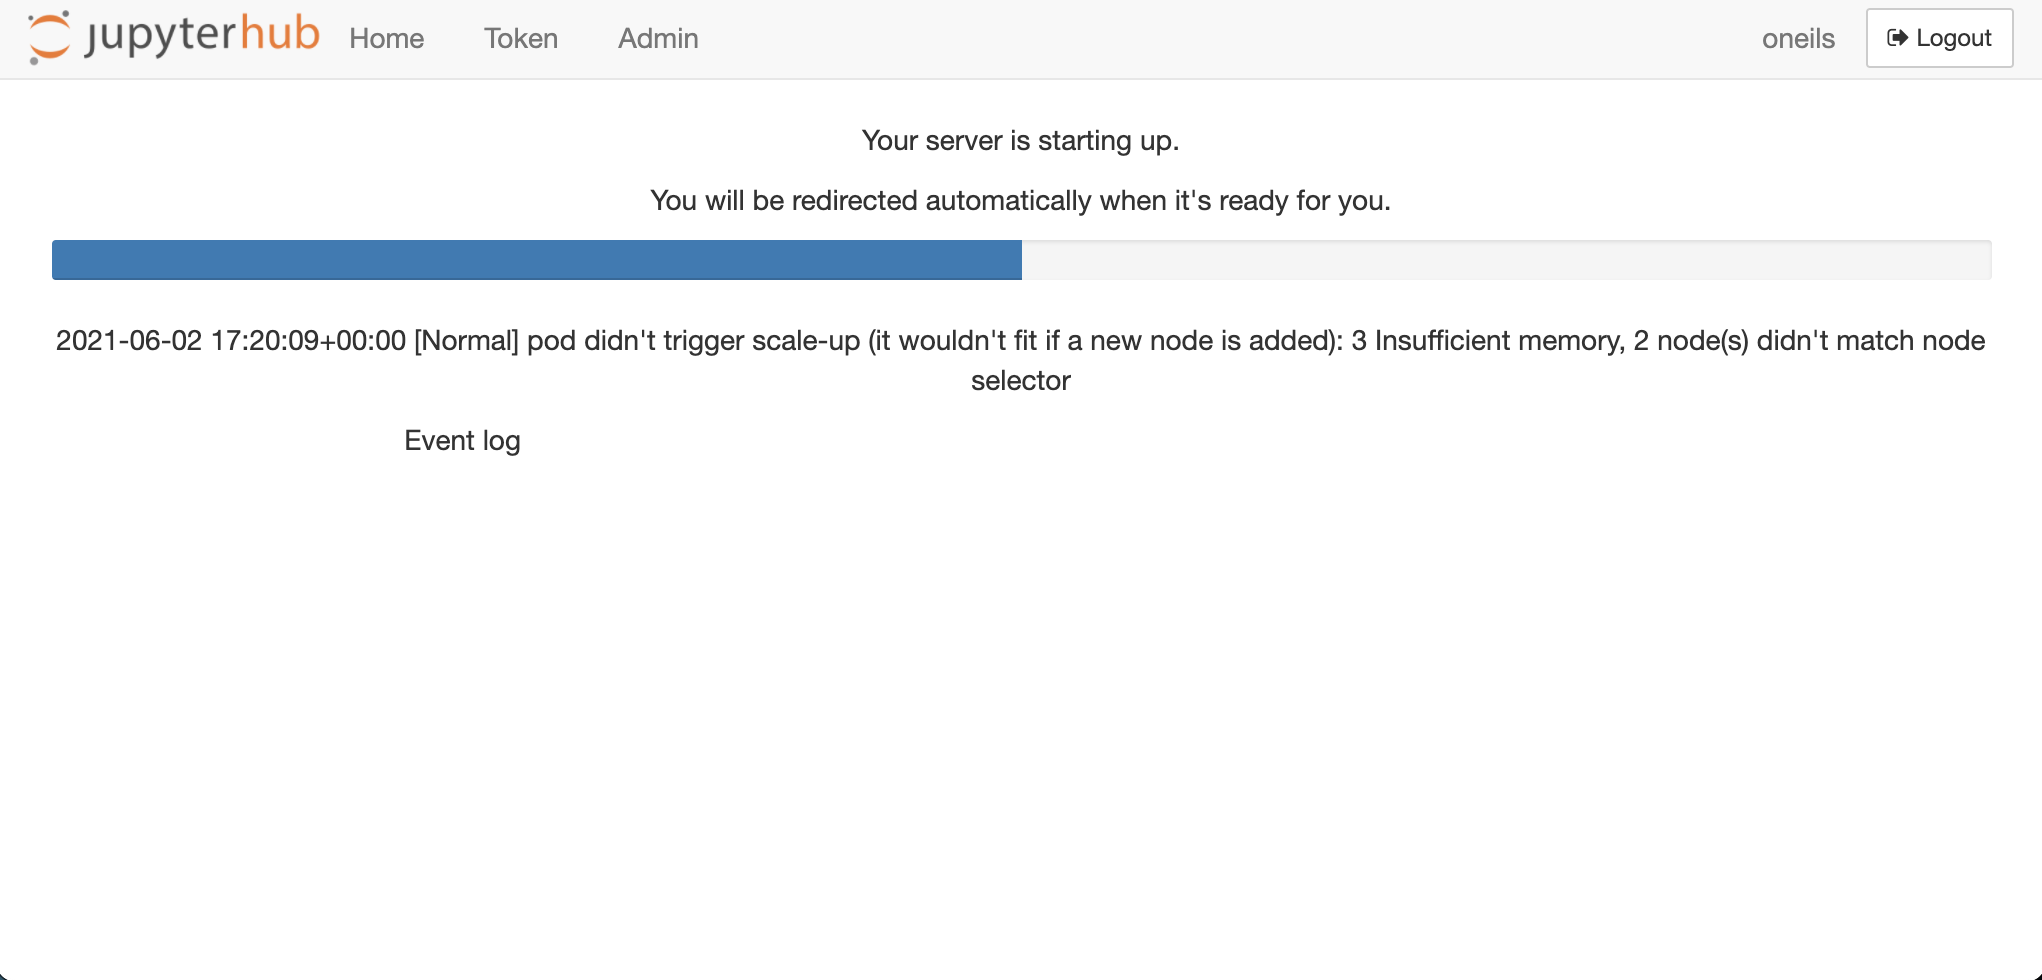 jupyterhub Home Token Admin oneils Logout
Your server is starting up.
You will be redirected automatically when it's ready for you.
2021-06-02 17:20:09+00:00 [Normal] pod didn't trigger scale-up (it wouldn't fit if a new node is added): 3 Insufficient memory, 2 node(s) didn't match node
selector
Event log